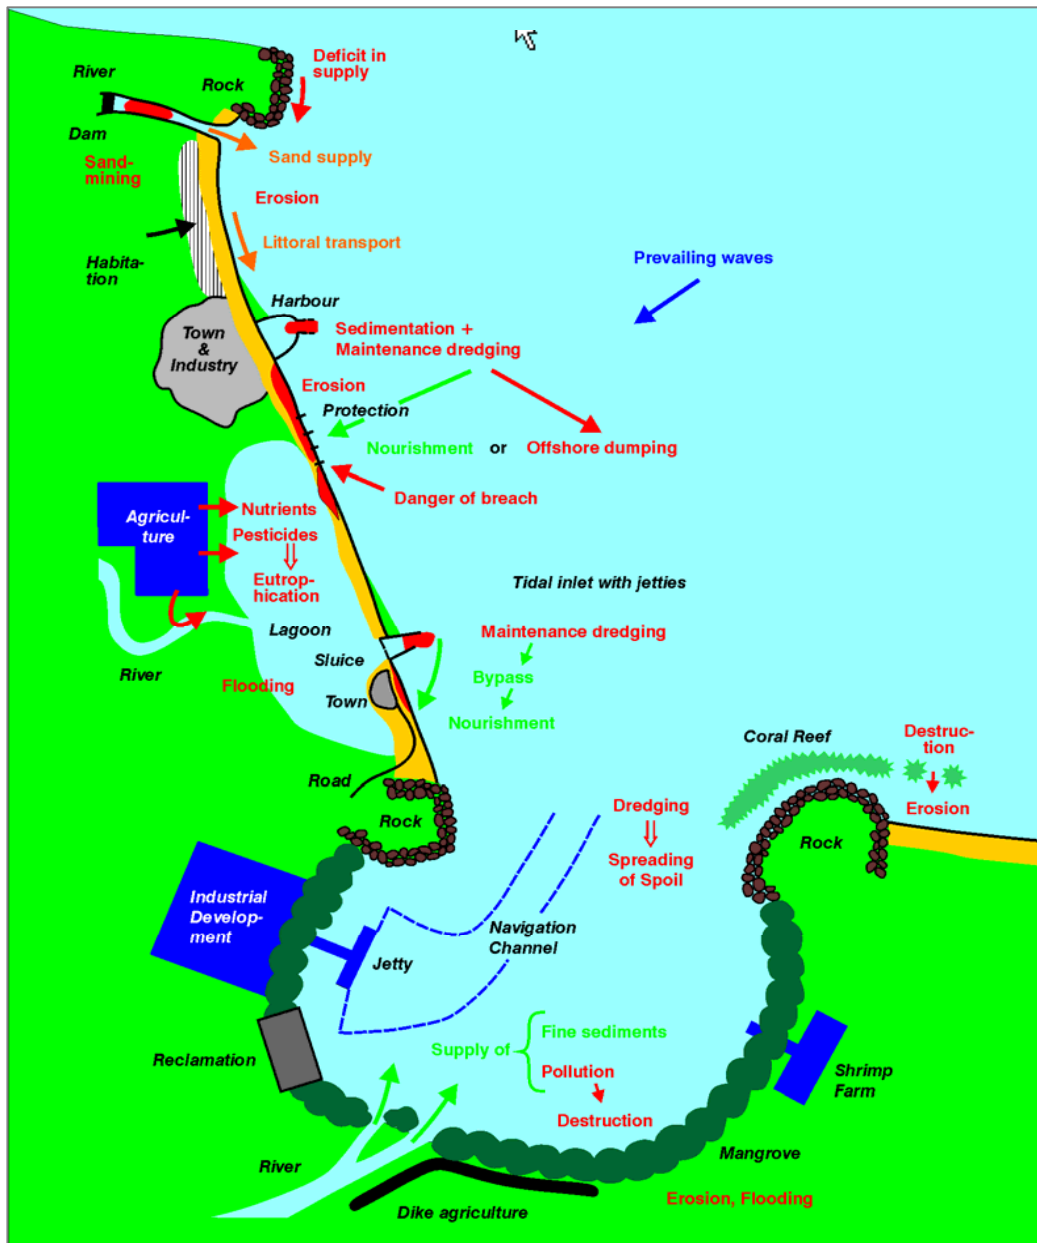 Deficit in
supply
River
Rock
Dam
Sand supply
Sand-
mining
Erosion
Littoral transport
Prevailing waves
Habita-
tion
Harbour
Town
&
Industry
Sedimentation +
Maintenance dredging
Erosion
Protection
Nourishment or Offshore dumping
Danger of breach
Agricul-
ture
Nutrients
Pesticides
Eutrop-
hication
Tidal inlet with jetties
Lagoon
Maintenance dredging
Sluice
River
Flooding
Bypass
Town
Nourishment
Coral Reef
Destruc-
tion
Road
Dredging
Erosion
Rock
Rock
Spreading
of Spoil
Industrial
Develop-
ment
Navigation
Channel
Jetty
Fine sediments
Supply of
Reclamation
Pollution
Shrimp
Farm
Destruction
Mangrove
River
Erosion, Flooding
Dike agriculture